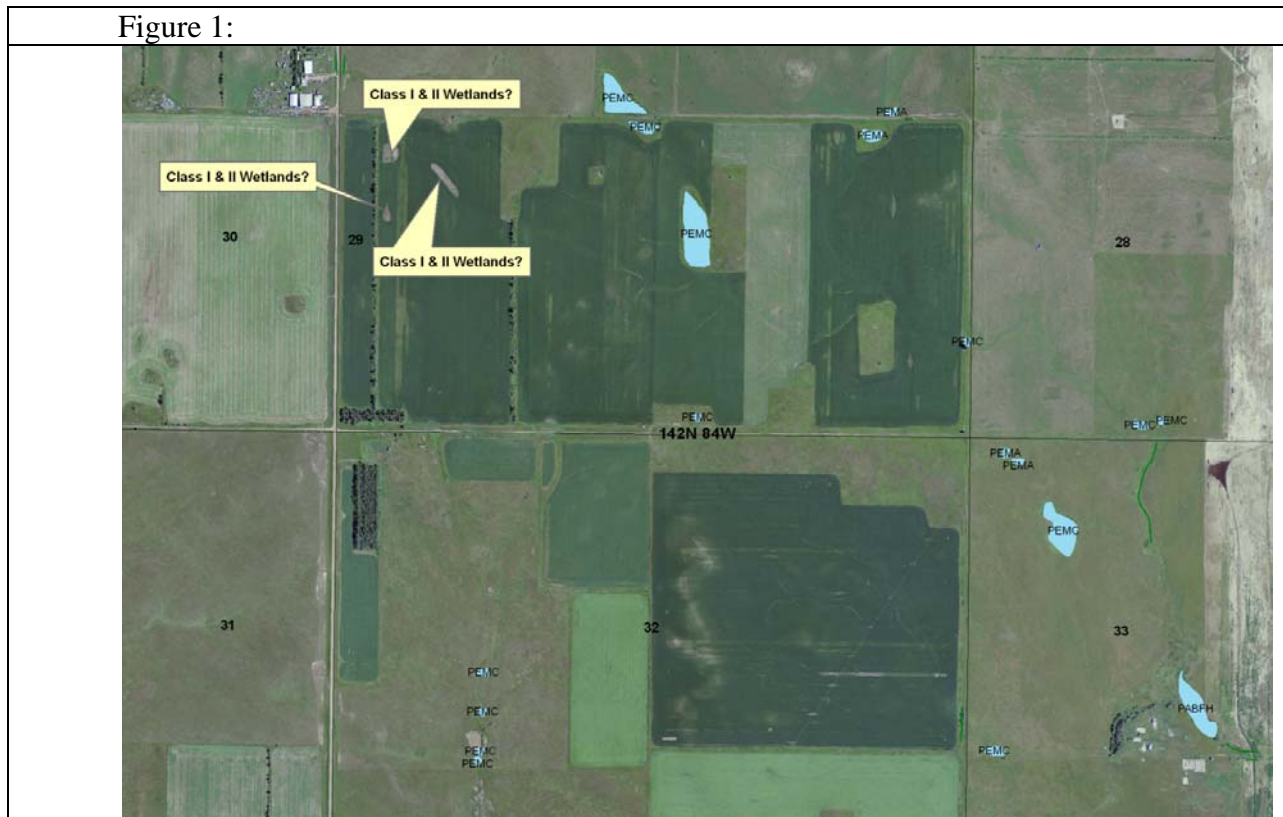 Figure 1:
Class I & II Wetlands?
PEMC
PEMA
PEMC
PEMA
Class I & II Wetlands?
30
29
PEMC
28
Class I & II Wetlands?
PEMC
PEMC
PEMC
PEMC
142N 84W
PEMA
PEMA
PEMC
31
32
33
PEMC
PABFH
PEMC
PEMC
PEMC
PEMC